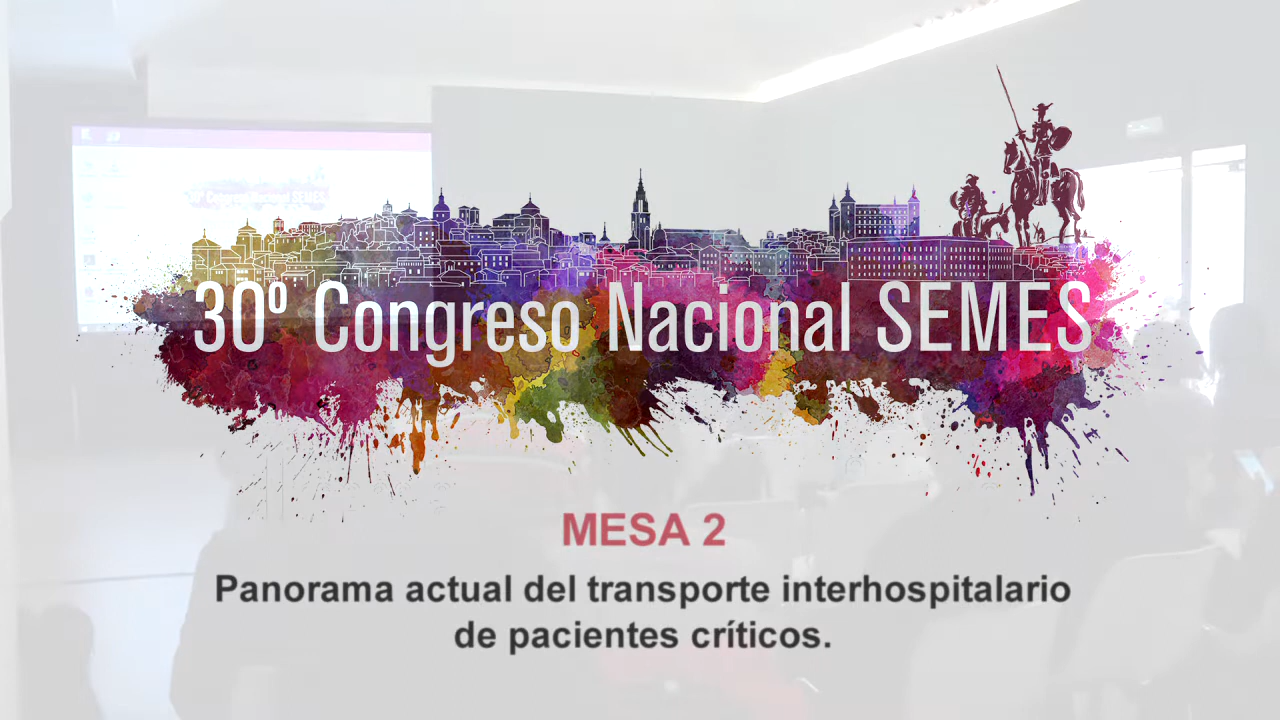 30º Congreso Nacional SEMES
MESA 2
Panorama actual del transporte interhospitalario
de pacientes críticos.